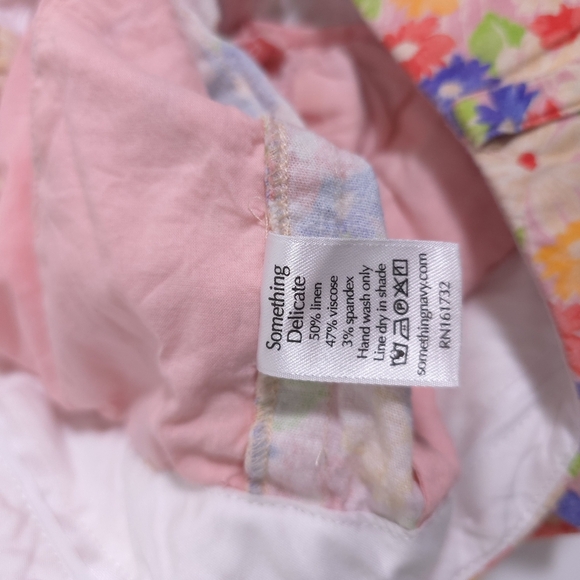 Something
Delicate
50% linen
47% viscose
3% spandex
Hand wash only
Line dry in shade
somethingnavy.com
RN161732